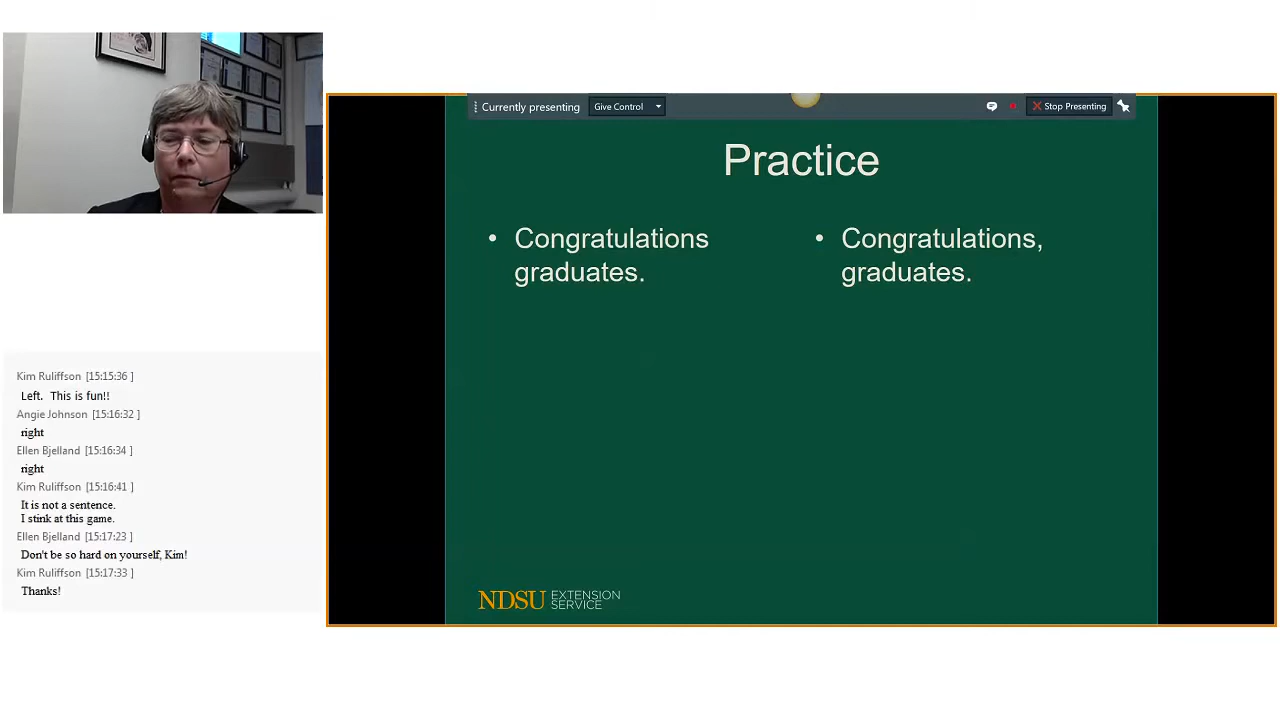 Currently presenting
Give Control
Stop Presenting
Practice
• Congratulations
graduates.
• Congratulations,
graduates.
Kim Ruliffson [15:15:36 ]
Left.  This is fun!!
Angie Johnson [15:16:32 ]
right
Ellen Bjelland [15:16:34 ]
right
Kim Ruliffson [15:16:41 ]
It is not a sentence.
I stink at this game.
Ellen Bjelland [15:17:23 ]
Don't be so hard on yourself, Kim!
Kim Ruliffson [15:17:33 ]
Thanks!
NDSU EXTENSION
SERVICE